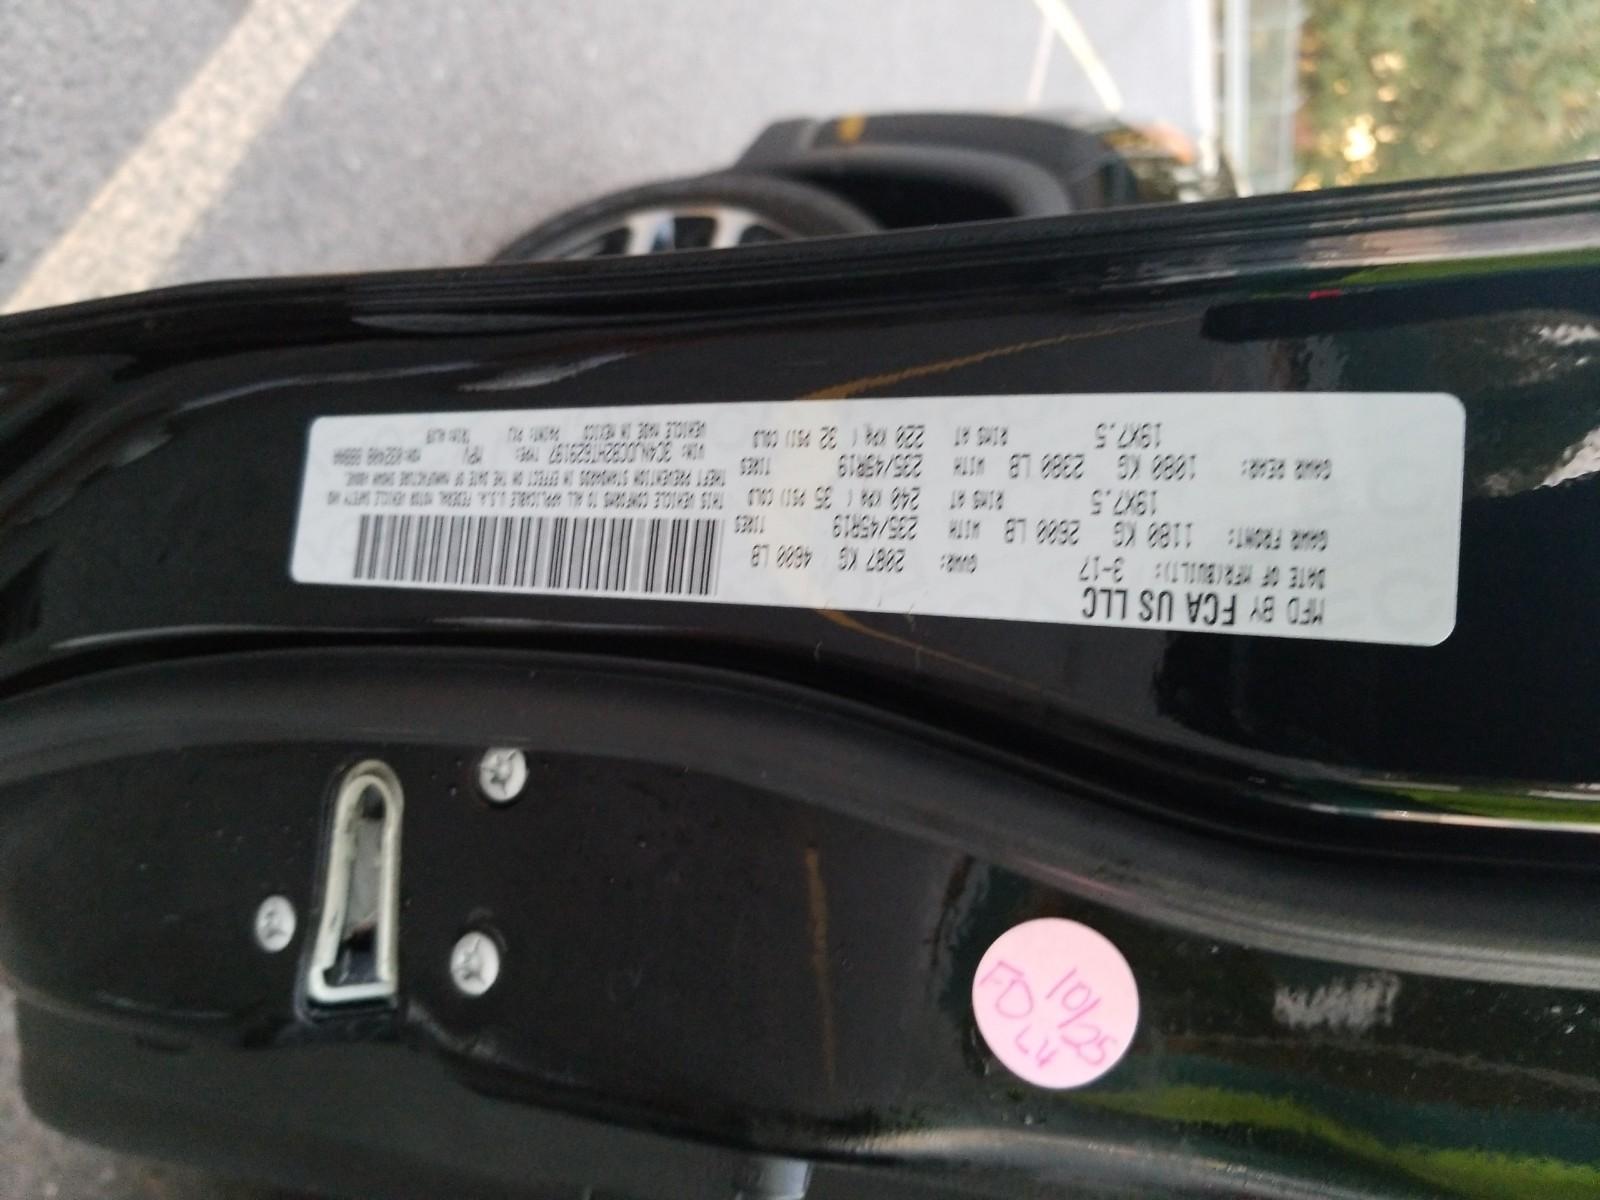 MFD BY FCA US LLC
DATE OF MFR(BUILT): 3-17 GVWR: 2087 KG 4600 LB
GAWR FRONT: 1180 KG 2600 LB WITH TIRES
19X7.5 RIMS AT 235/45R19 240 KPA ( 35 PSI) COLD
GAWR REAR: 1080 KG 2380 LB WITH 235/45R19 TIRES
19X7.5 RIMS AT 220 KPA ( 32 PSI) COLD
THIS VEHICLE CONFORMS TO ALL APPLICABLE U.S.A. FEDERAL MOTOR VEHICLE SAFETY AND
THEFT PREVENTION STANDARDS IN EFFECT ON THE DATE OF MANUFACTURE SHOWN ABOVE.
VIN: 3C4NJDCB2HT629197 TYPE: MPV
VEHICLE MADE IN MEXICO PAINT: TRIM:
10/25
FD